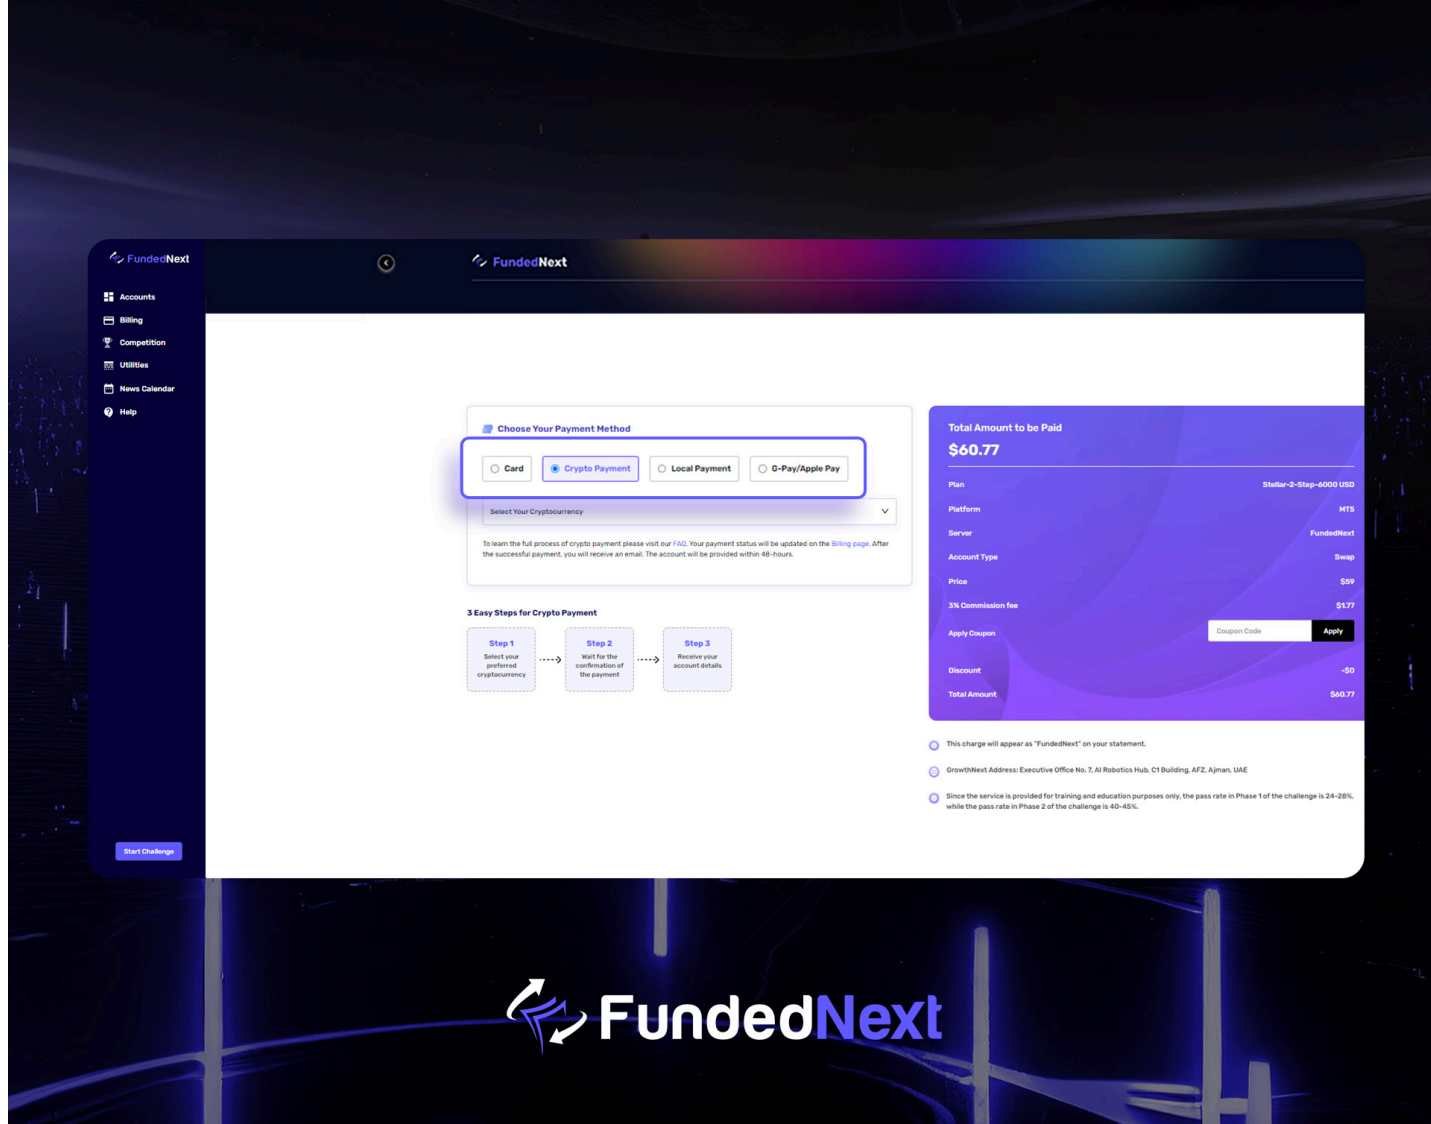 FundedNext
Accounts
Billing
Competition
Utilities
News Calendar
Help
Start Challenge
FundedNext
Choose Your Payment Method
Card
Crypto Payment
Local Payment
G-Pay/Apple Pay
Select Your Cryptocurrency
To learn the full process of crypto payment please visit our FAQ. Your payment status will be updated on the Billing page. After
the successful payment, you will receive an email. The account will be provided within 48-hours.
3 Easy Steps for Crypto Payment
Step 1
Select your
preferred
cryptocurrency
Step 2
Wait for the
confirmation of
the payment
Step 3
Receive your
account details
Total Amount to be Paid
$60.77
Plan Stellar-2-Step-6000 USD
Platform MT5
Server FundedNext
Account Type Swap
Price $59
3% Commission fee $1.77
Apply Coupon Coupon Code Apply
Discount -$0
Total Amount $60.77
This charge will appear as "FundedNext" on your statement.
GrowthNext Address: Executive Office No. 7, AI Robotics Hub, C1 Building, AFZ, Ajman, UAE
Since the service is provided for training and education purposes only, the pass rate in Phase 1 of the challenge is 24-28%,
while the pass rate in Phase 2 of the challenge is 40-45%.
FundedNext